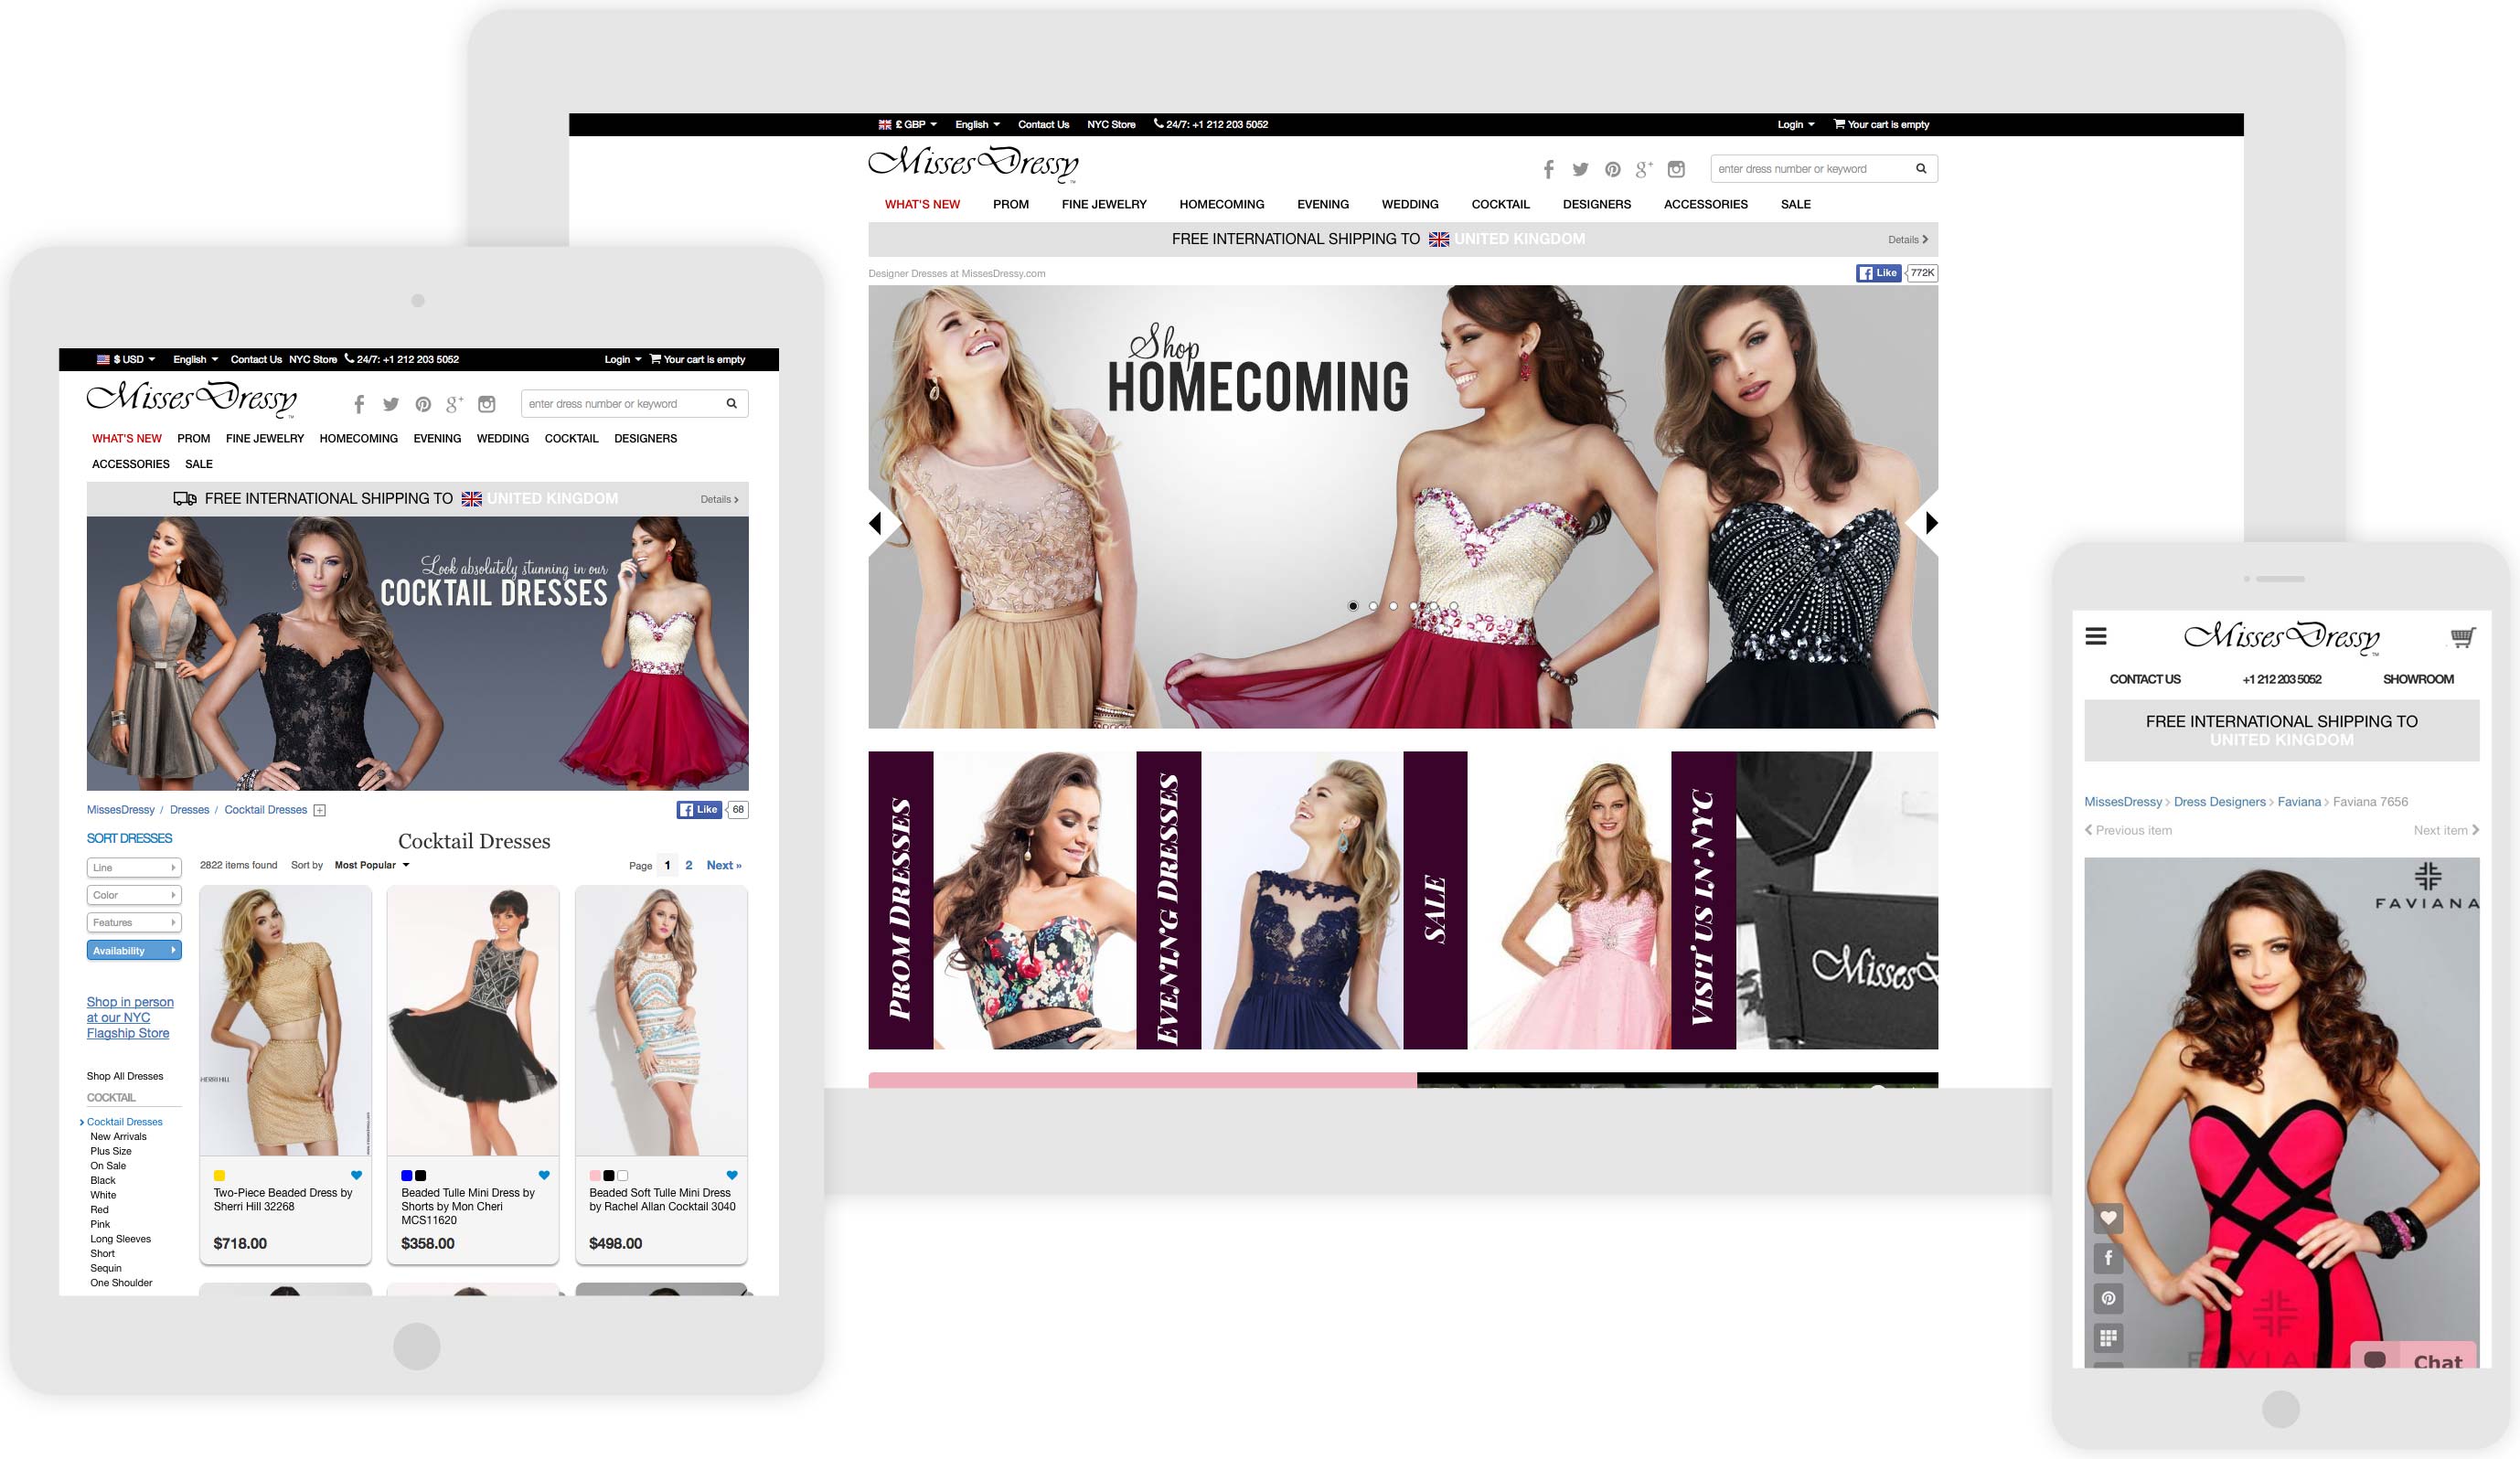 £ GBP English Contact Us NYC Store 24/7: +1 212 203 5052 Login Your cart is empty
MissesDressy
enter dress number or keyword
WHAT'S NEW PROM FINE JEWELRY HOMECOMING EVENING WEDDING COCKTAIL DESIGNERS ACCESSORIES SALE
FREE INTERNATIONAL SHIPPING TO UNITED KINGDOM Details
Designer Dresses at MissesDressy.com Like 772K
Shop
HOMECOMING
PROM DRESSES
EVENING DRESSES
SALE
VISIT US IN NYC
$ USD English Contact Us NYC Store 24/7: +1 212 203 5052 Login Your cart is empty
MissesDressy
enter dress number or keyword
WHAT'S NEW PROM FINE JEWELRY HOMECOMING EVENING WEDDING COCKTAIL DESIGNERS
ACCESSORIES SALE
FREE INTERNATIONAL SHIPPING TO UNITED KINGDOM Details
Look absolutely stunning in our
COCKTAIL DRESSES
MissesDressy / Dresses / Cocktail Dresses Like 68
SORT DRESSES
Cocktail Dresses
2822 items found Sort by Most Popular Page 1 2 Next »
Line
Color
Features
Availability
Shop in person
at our NYC
Flagship Store
Shop All Dresses
COCKTAIL
Cocktail Dresses
New Arrivals
Plus Size
On Sale
Black
White
Red
Pink
Long Sleeves
Short
Sequin
One Shoulder
Two-Piece Beaded Dress by
Sherri Hill 32268
$718.00
Beaded Tulle Mini Dress by
Shorts by Mon Cheri
MCS11620
$358.00
Beaded Soft Tulle Mini Dress
by Rachel Allan Cocktail 3040
$498.00
MissesDressy
CONTACT US +1 212 203 5052 SHOWROOM
FREE INTERNATIONAL SHIPPING TO
UNITED KINGDOM
MissesDressy > Dress Designers > Faviana > Faviana 7656
Previous item Next item
FAVIANA
Chat